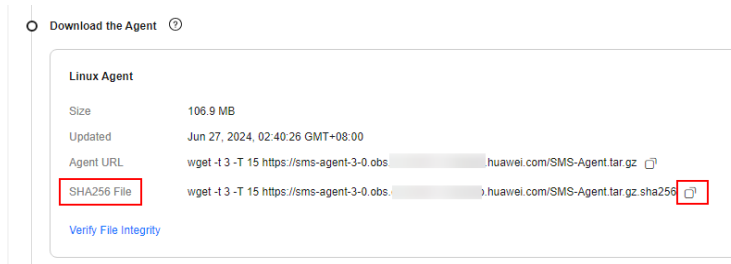 Download the Agent ?
Linux Agent
Size 106.9 MB
Updated Jun 27, 2024, 02:40:26 GMT+08:00
Agent URL wget -t 3 -T 15 https://sms-agent-3-0.obs. .huawei.com/SMS-Agent.tar.gz
SHA256 File wget -t 3 -T 15 https://sms-agent-3-0.obs. .huawei.com/SMS-Agent.tar.gz.sha256
Verify File Integrity